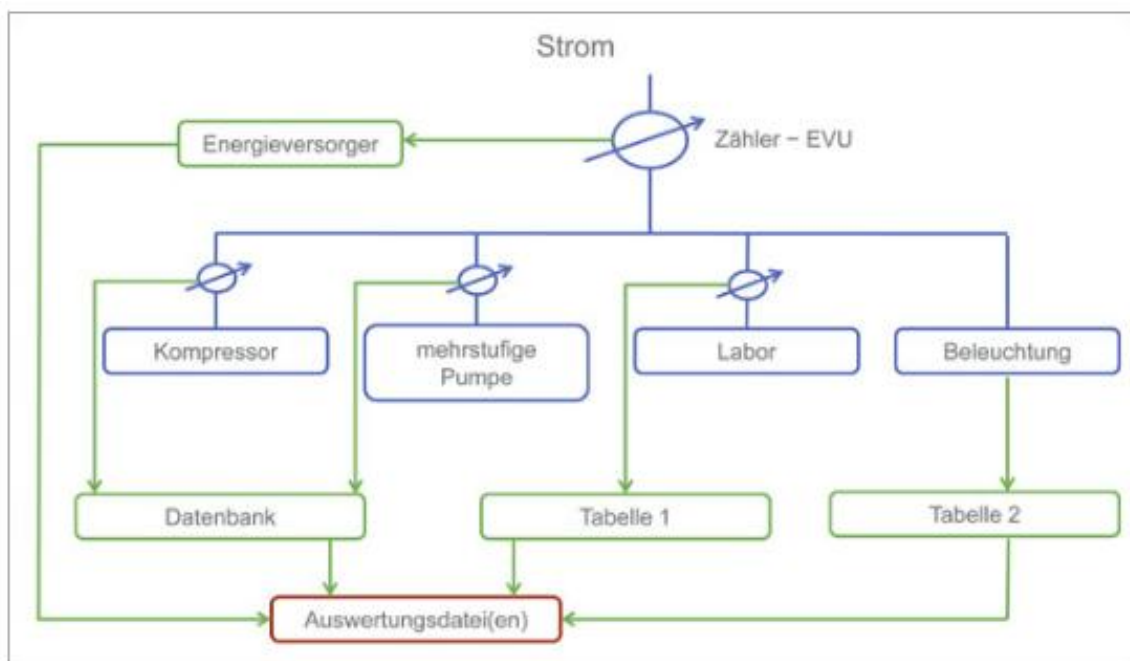 Strom
Energieversorger
Zähler – EVU
Kompressor
mehrstufige
Pumpe
Labor
Beleuchtung
Datenbank
Tabelle 1
Tabelle 2
Auswertungsdatei(en)